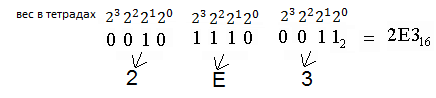 вес в тетрадах 2³ 2² 2¹ 2⁰ 2³ 2² 2¹ 2⁰ 2³ 2² 2¹ 2⁰
0 0 1 0 1 1 1 0 0 0 1 1₂ = 2E3₁₆
2 E 3